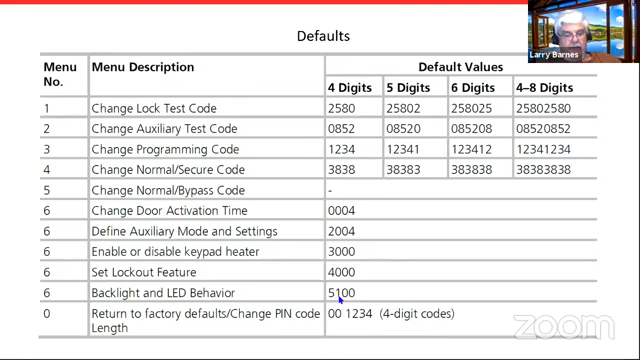 Defaults
Larry Barnes
Menu No. Menu Description Default Values
4 Digits 5 Digits 6 Digits 4–8 Digits
1 Change Lock Test Code 2580 25802 258025 25802580
2 Change Auxiliary Test Code 0852 08520 085208 08520852
3 Change Programming Code 1234 12341 123412 12341234
4 Change Normal/Secure Code 3838 38383 383838 38383838
5 Change Normal/Bypass Code -
6 Change Door Activation Time 0004
6 Define Auxiliary Mode and Settings 2004
6 Enable or disable keypad heater 3000
6 Set Lockout Feature 4000
6 Backlight and LED Behavior 5100
0 Return to factory defaults/Change PIN code 00 1234 (4-digit codes)
Length
zoom